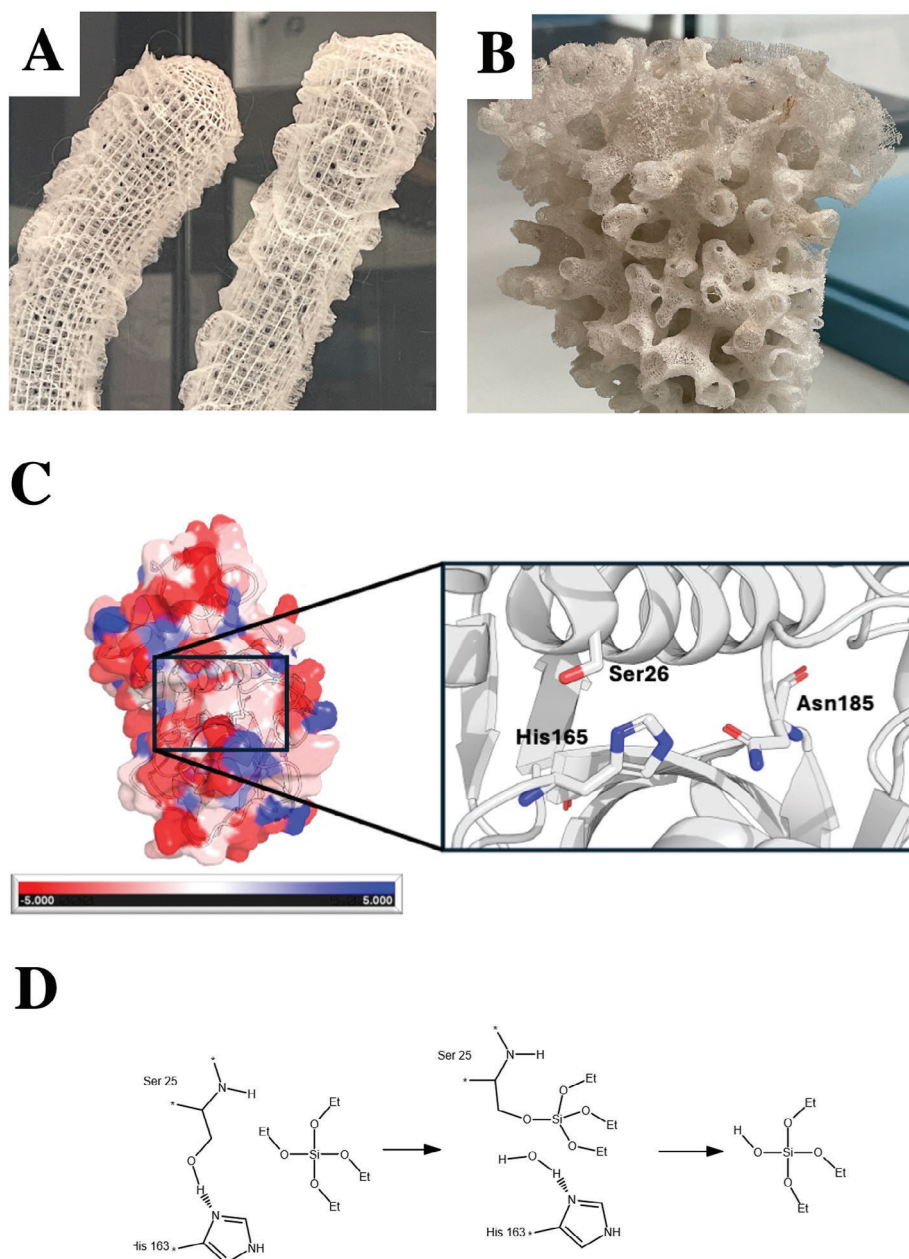 A
B
C
Ser26
Asn185
His165
-5.000
5.000
D
Ser 25
* N H
*
O
H
N
NH
His 163 *
Et O Si O Et
O Et
O Et
Ser 25
* N H
*
O Si O Et
O Et
O Et
H O H
N
NH
His 163 *
H O Si O Et
O Et
O Et